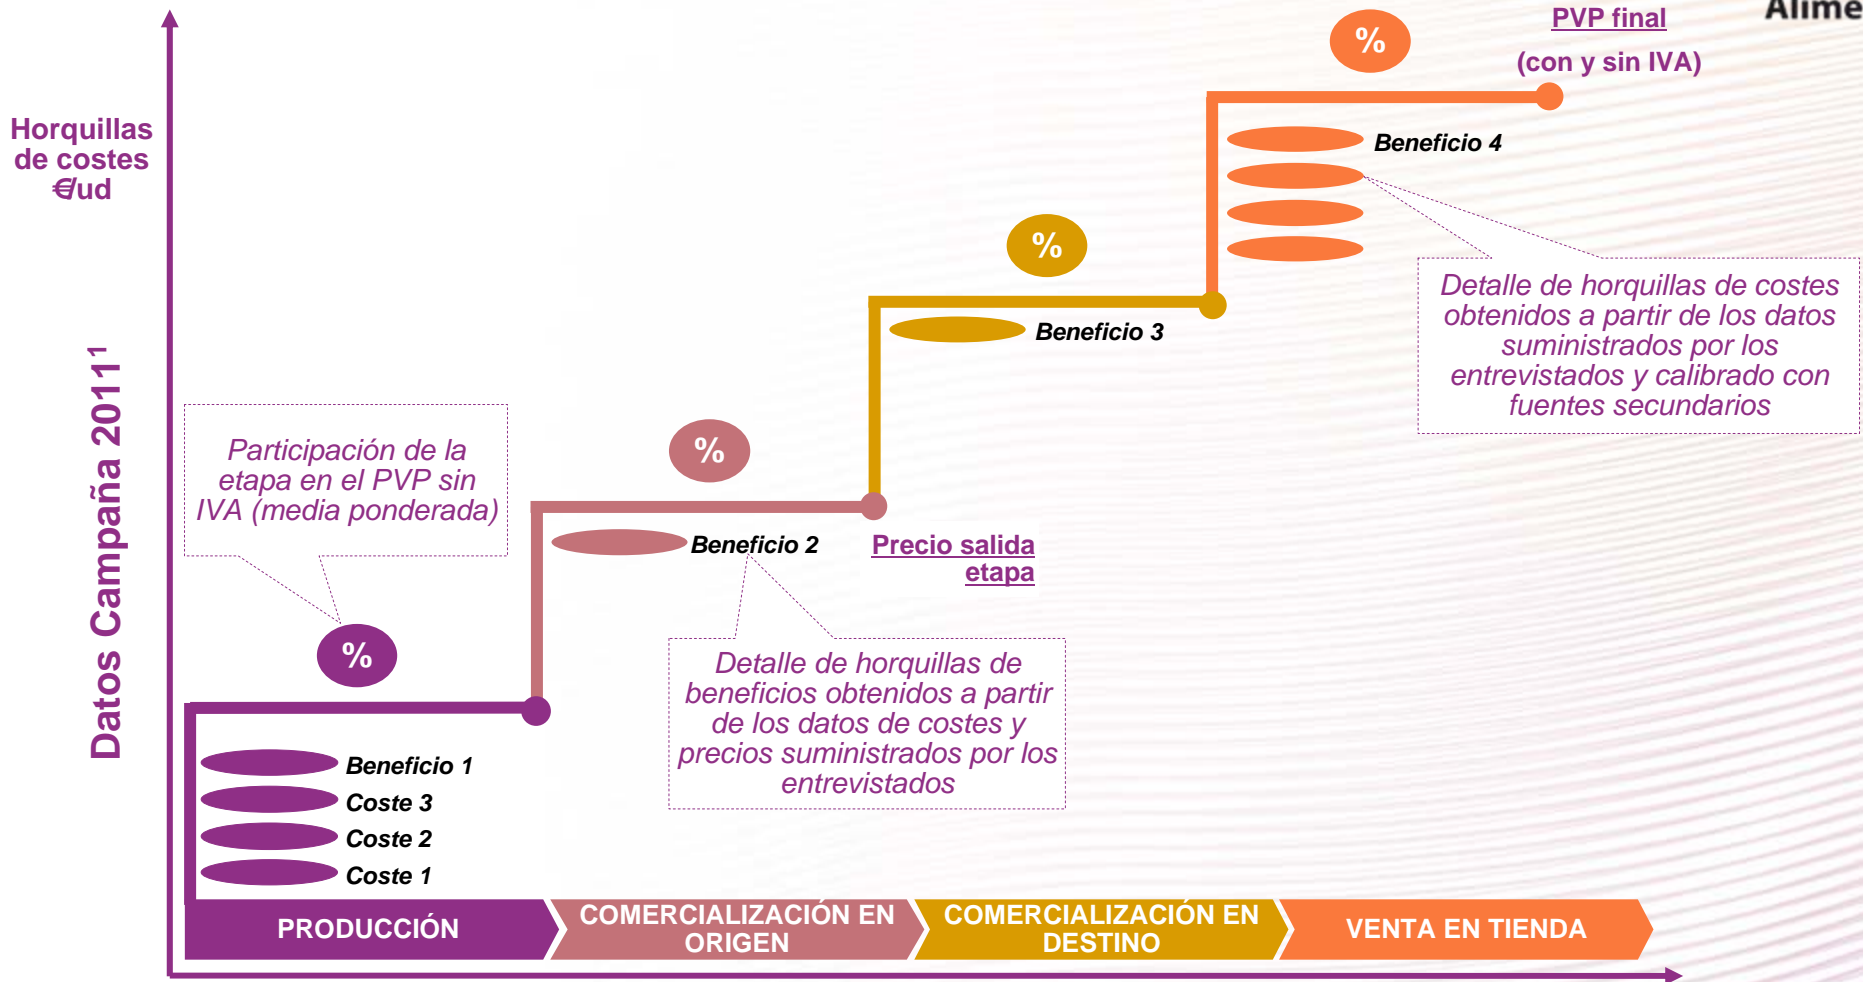 Alime
PVP final
(con y sin IVA)
%
Horquillas
de costes
€/ud
Beneficio 4
%
Beneficio 3
Detalle de horquillas de costes
obtenidos a partir de los datos
suministrados por los
entrevistados y calibrado con
fuentes secundarios
Datos Campaña 2011¹
Participación de la
etapa en el PVP sin
IVA (media ponderada)
%
Beneficio 2
Precio salida
etapa
%
Detalle de horquillas de
beneficios obtenidos a partir
de los datos de costes y
precios suministrados por los
entrevistados
Beneficio 1
Coste 3
Coste 2
Coste 1
PRODUCCIÓN
COMERCIALIZACIÓN EN
ORIGEN
COMERCIALIZACIÓN EN
DESTINO
VENTA EN TIENDA